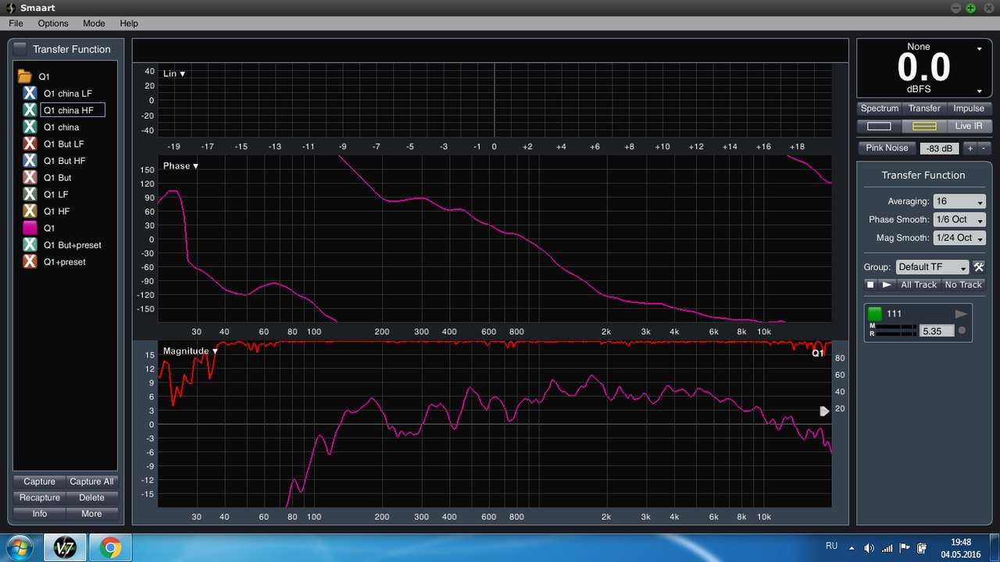 Smaart
File Options Mode Help
Transfer Function
Q1
Q1 china LF
Q1 china HF
Q1 china
Q1 But LF
Q1 But HF
Q1 But
Q1 LF
Q1 HF
Q1
Q1 But+preset
Q1+preset
Capture Capture All
Recapture Delete
Info More
Lin ▼
40
20
0
-20
-40
-19 -17 -15 -13 -11 -9 -7 -5 -3 -1 0 +2 +4 +6 +8 +10 +12 +14 +16 +18
Phase ▼
150
120
90
60
30
0
-30
-60
-90
-120
-150
30 40 60 80 100 200 300 400 600 800 2k 3k 4k 6k 8k 10k
Magnitude ▼
Q1
15
12
9
6
3
0
-3
-6
-9
-12
-15
80
60
40
20
30 40 60 80 100 200 300 400 600 800 2k 3k 4k 6k 8k 10k
None
0.0
dBFS
Spectrum Transfer Impulse
Live IR
Pink Noise -83 dB + -
Transfer Function
Averaging: 16
Phase Smooth: 1/6 Oct
Mag Smooth: 1/24 Oct
Group: Default TF
All Track No Track
111
M
R
5.35
V7
RU
19:48
04.05.2016